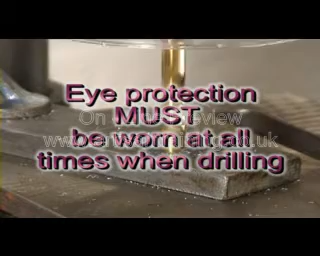 Eye protection
MUST
be worn at all
times when drilling